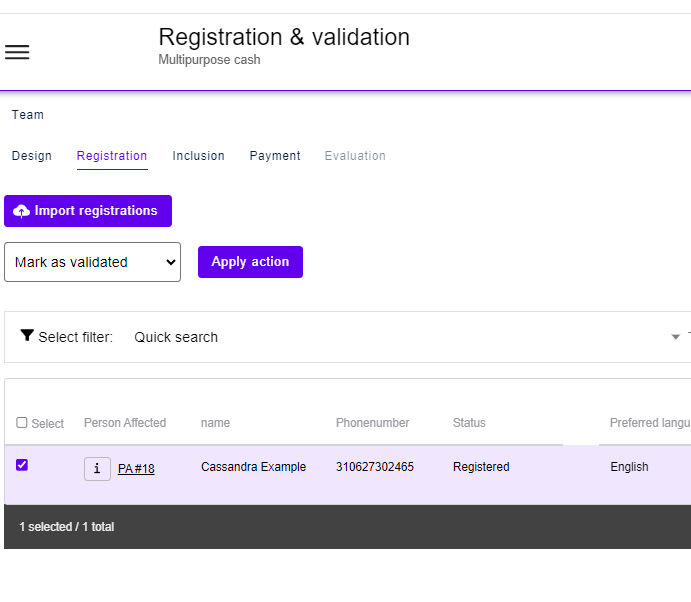 Registration & validation
Multipurpose cash
Team
Design Registration Inclusion Payment Evaluation
Import registrations
Mark as validated Apply action
Select filter: Quick search
Select Person Affected name Phonenumber Status Preferred langu
i PA #18 Cassandra Example 310627302465 Registered English
1 selected / 1 total